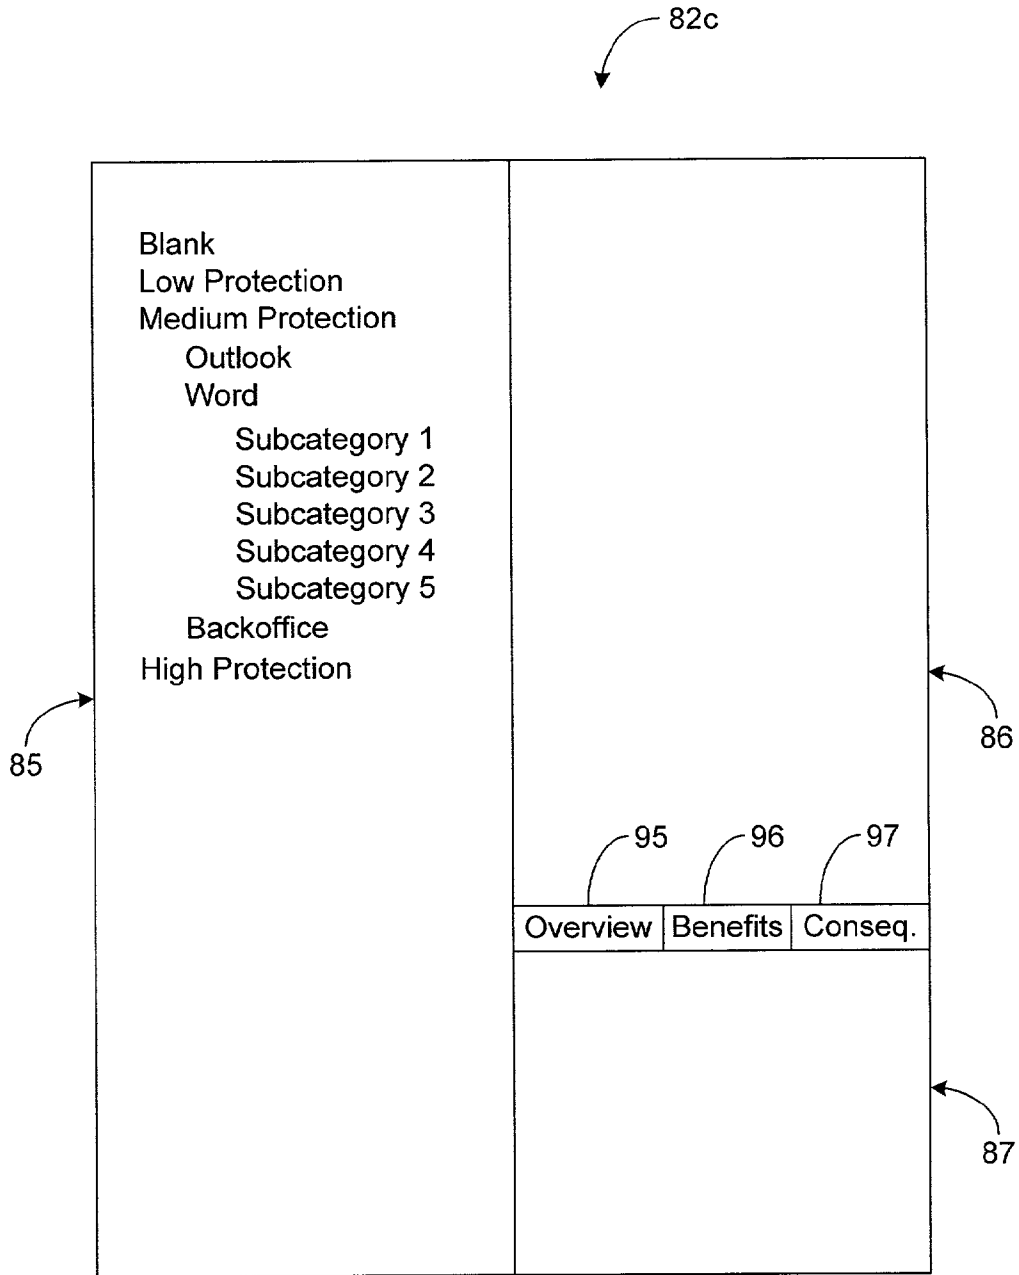 82c
Blank
Low Protection
Medium Protection
Outlook
Word
Subcategory 1
Subcategory 2
Subcategory 3
Subcategory 4
Subcategory 5
Backoffice
High Protection
85
86
95
96
97
Overview
Benefits
Conseq.
87